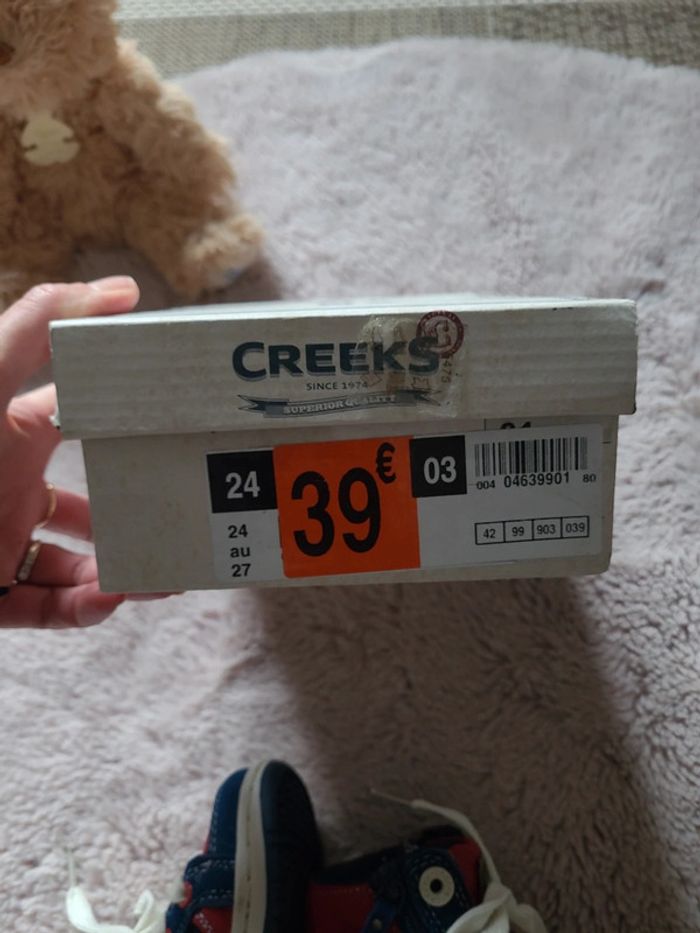 CREEKS
SINCE 1974
SUPERIOR QUALITY
24
39€
03
004 04639901 80
24
au
27
42 99 903 039